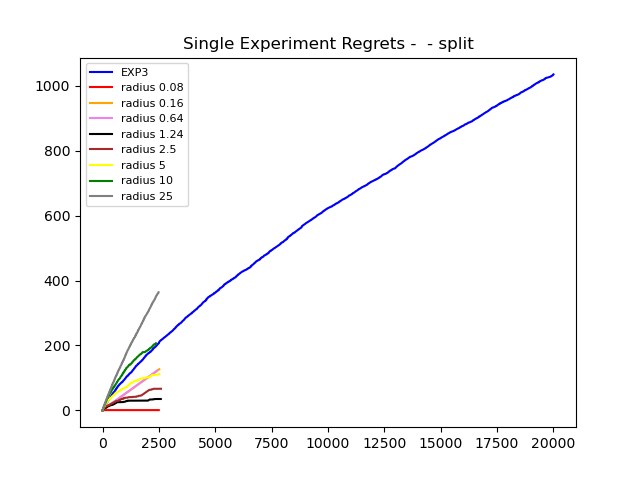 Single Experiment Regrets -  - split
EXP3
radius 0.08
radius 0.16
radius 0.64
radius 1.24
radius 2.5
radius 5
radius 10
radius 25
1000
800
600
400
200
0
0 2500 5000 7500 10000 12500 15000 17500 20000